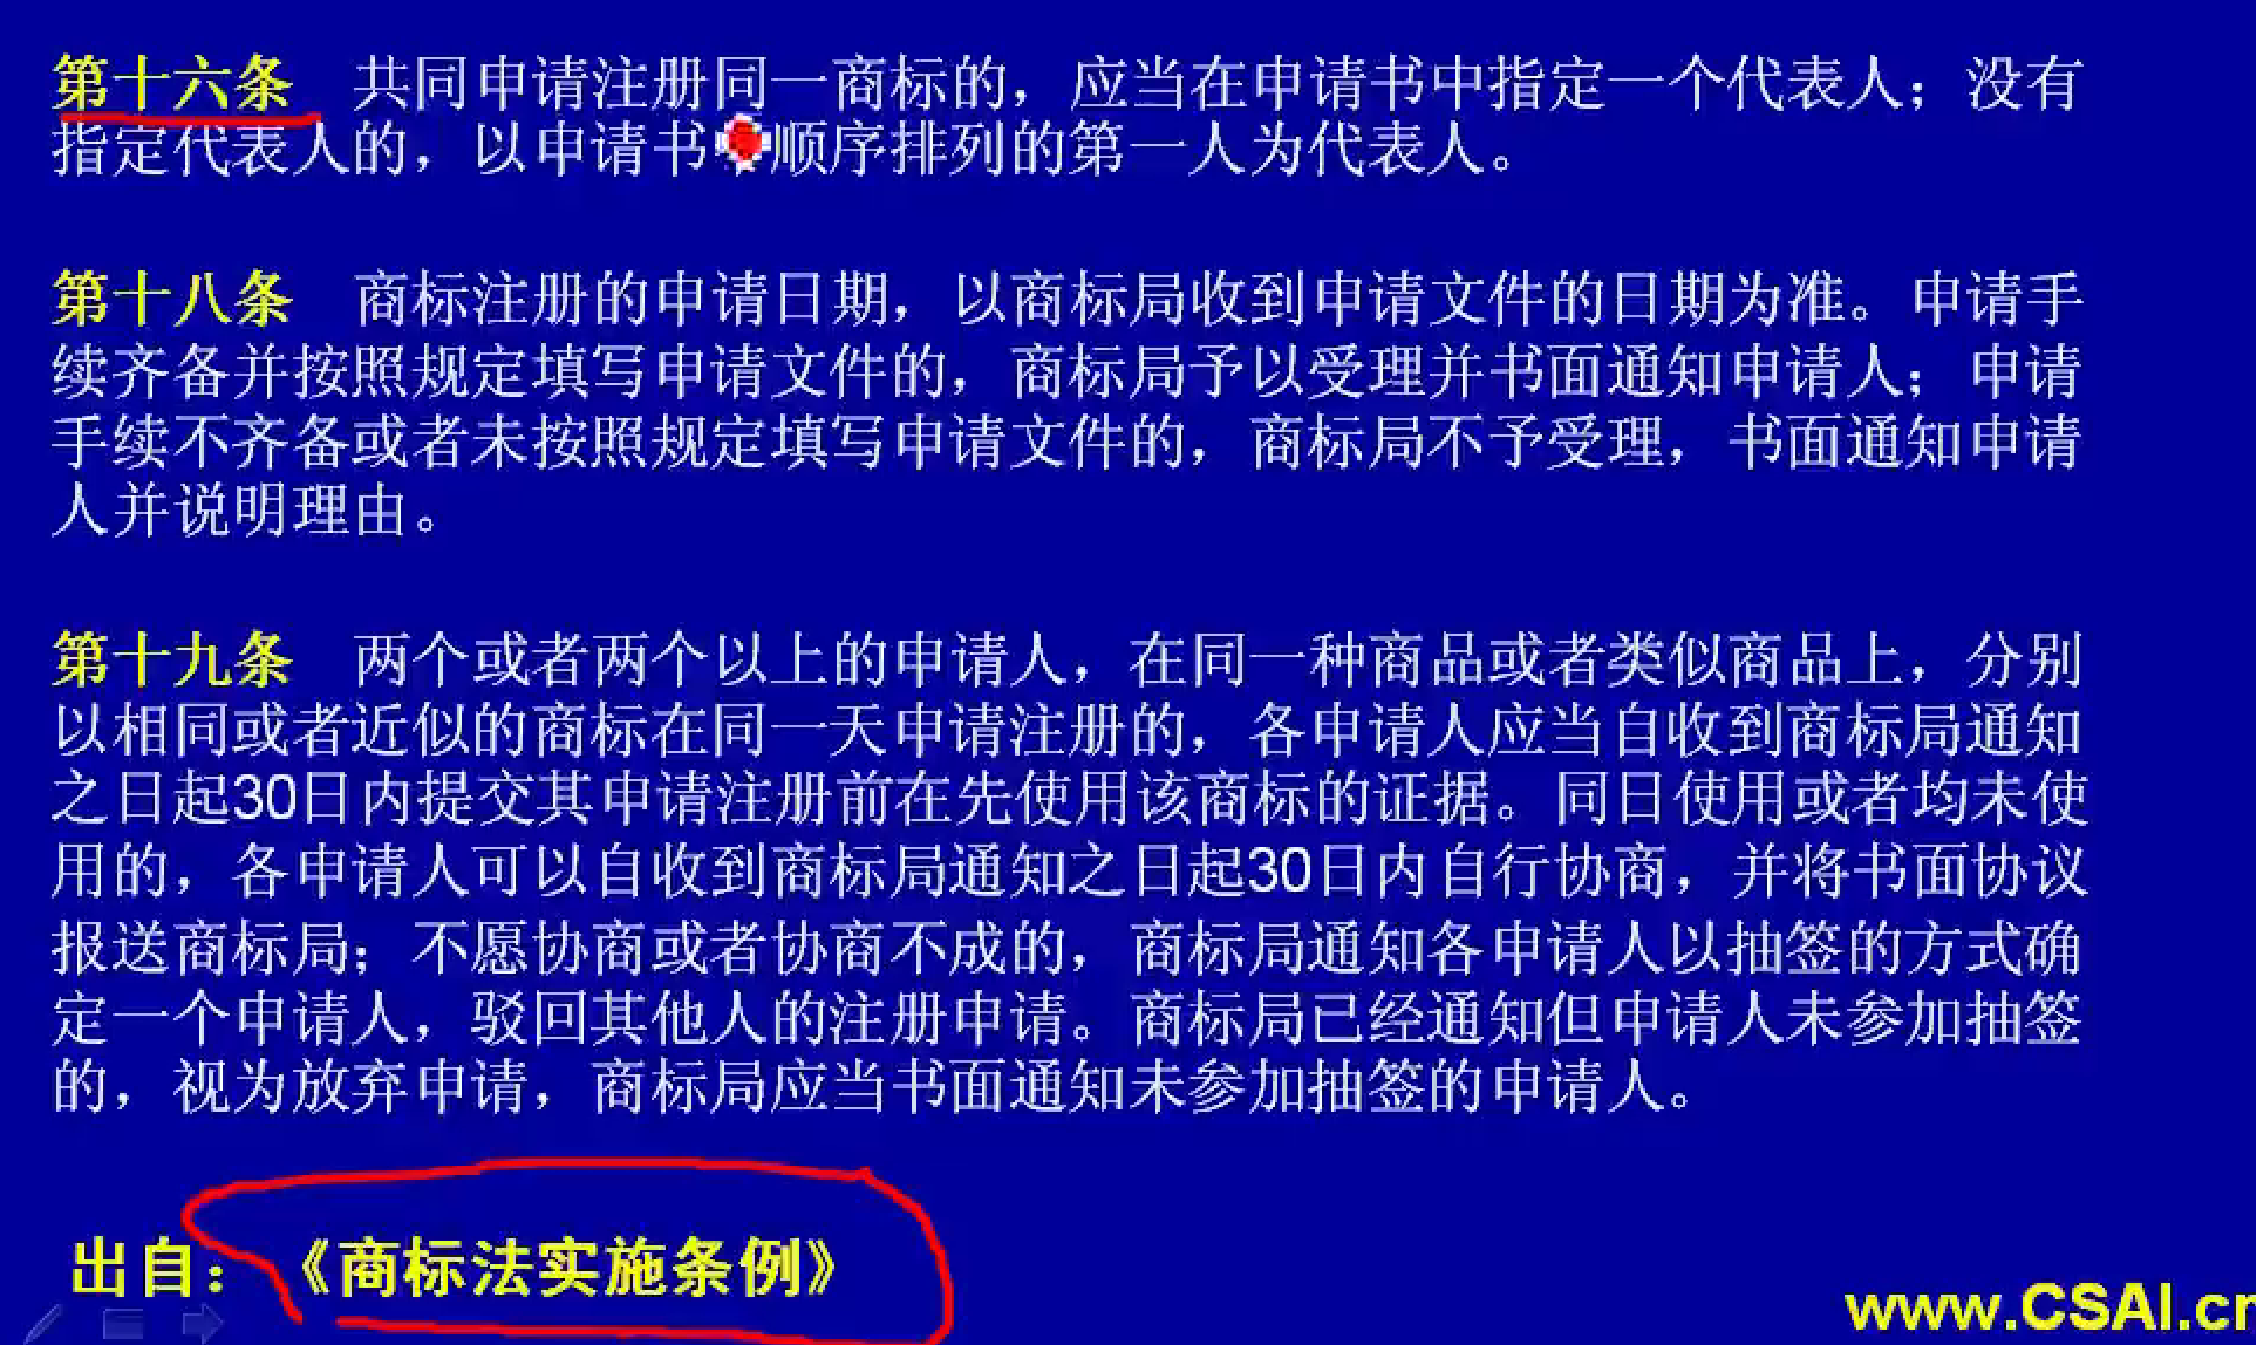 第十六条 共同申请注册同一商标的，应当在申请书中指定一个代表人；没有
指定代表人的，以申请书中顺序排列的第一人为代表人。
第十八条 商标注册的申请日期，以商标局收到申请文件的日期为准。申请手
续齐备并按照规定填写申请文件的，商标局予以受理并书面通知申请人；申请
手续不齐备或者未按照规定填写申请文件的，商标局不予受理，书面通知申请
人并说明理由。
第十九条 两个或者两个以上的申请人，在同一种商品或者类似商品上，分别
以相同或者近似的商标在同一天申请注册的，各申请人应当自收到商标局通知
之日起30日内提交其申请注册前在先使用该商标的证据。同日使用或者均未使
用的，各申请人可以自收到商标局通知之日起30日内自行协商，并将书面协议
报送商标局；不愿协商或者协商不成的，商标局通知各申请人以抽签的方式确
定一个申请人，驳回其他人的注册申请。商标局已经通知但申请人未参加抽签
的，视为放弃申请，商标局应当书面通知未参加抽签的申请人。
出自：《商标法实施条例》
www.CSAI.cn